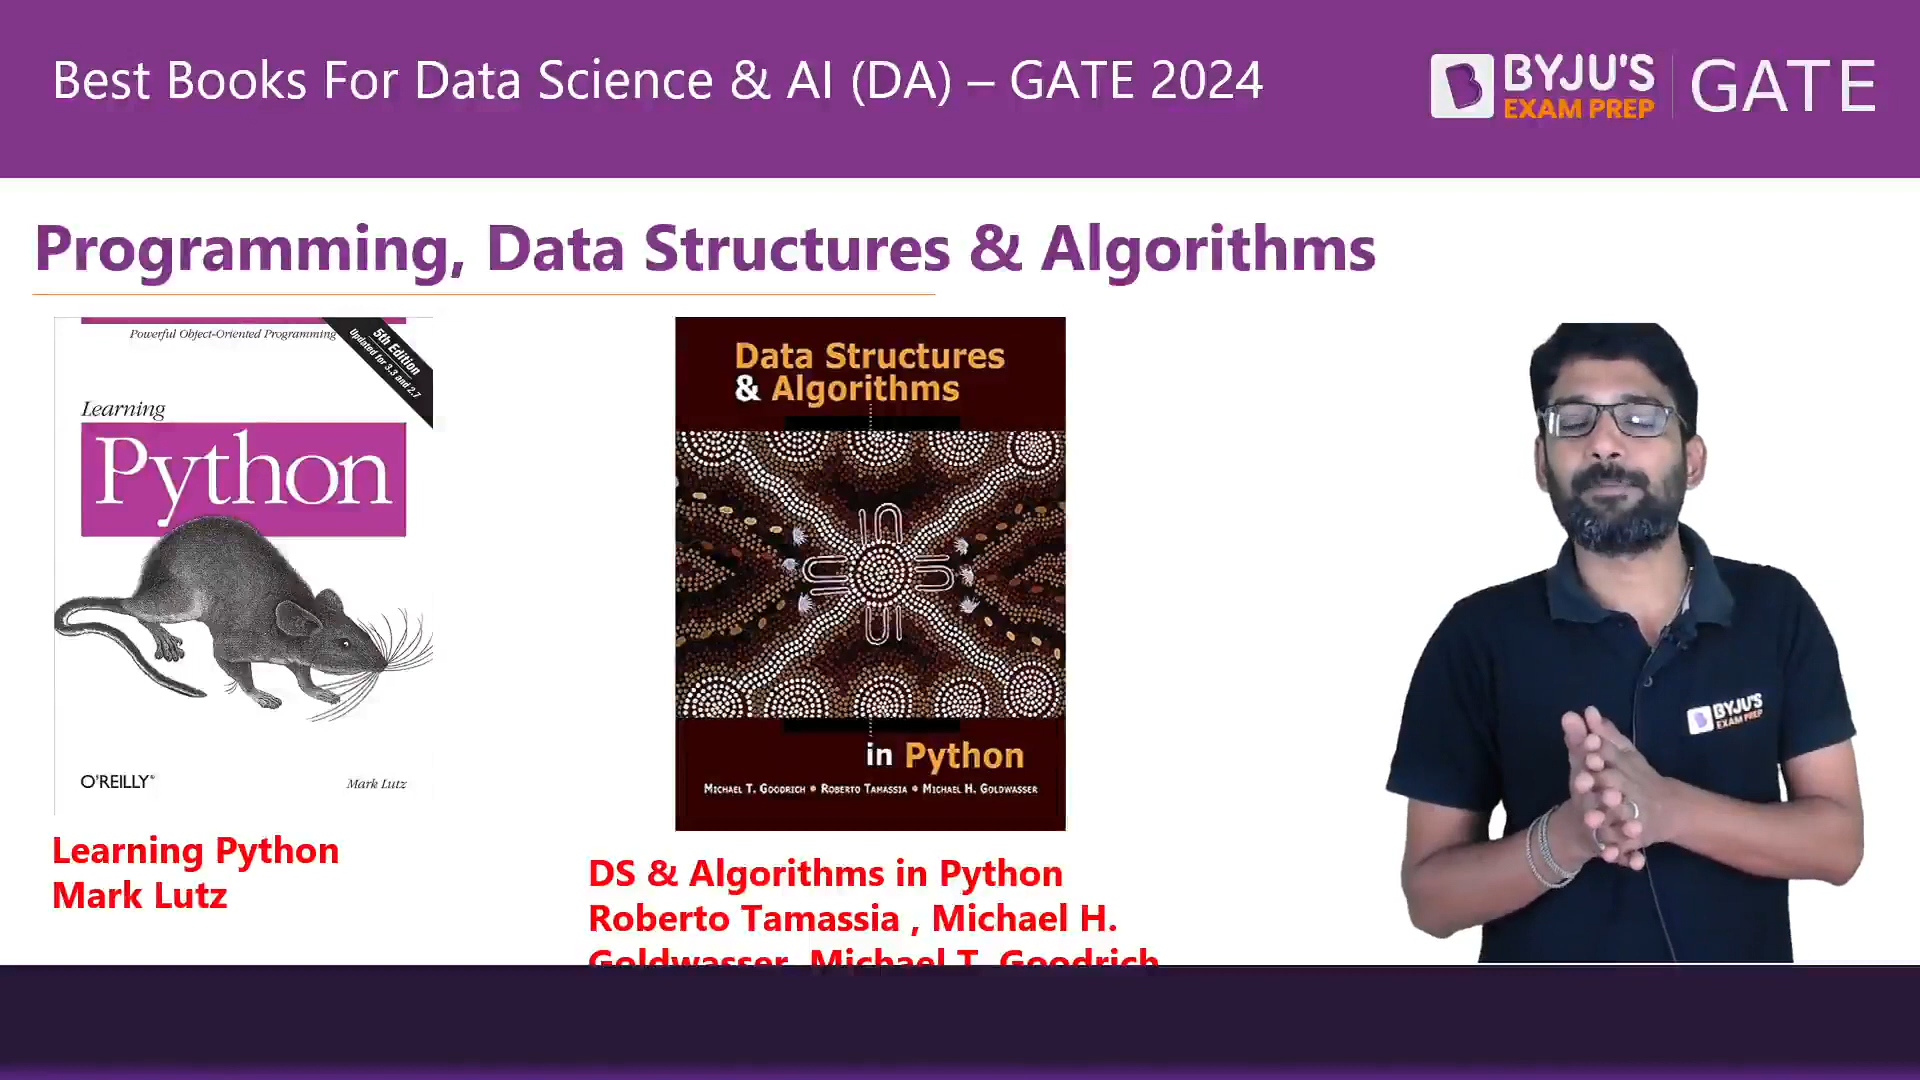 Best Books For Data Science & AI (DA) – GATE 2024
BYJU'S
EXAM PREP
GATE
Programming, Data Structures & Algorithms
Powerful Object-Oriented Programming
5th Edition
Updated for 3.3 and 2.7
Learning
Python
O'REILLY®
Mark Lutz
Data Structures
& Algorithms
in Python
Michael T. Goodrich • Roberto Tamassia • Michael H. Goldwasser
Learning Python
Mark Lutz
DS & Algorithms in Python
Roberto Tamassia , Michael H.
Goldwasser, Michael T. Goodrich
BYJU'S
EXAM PREP